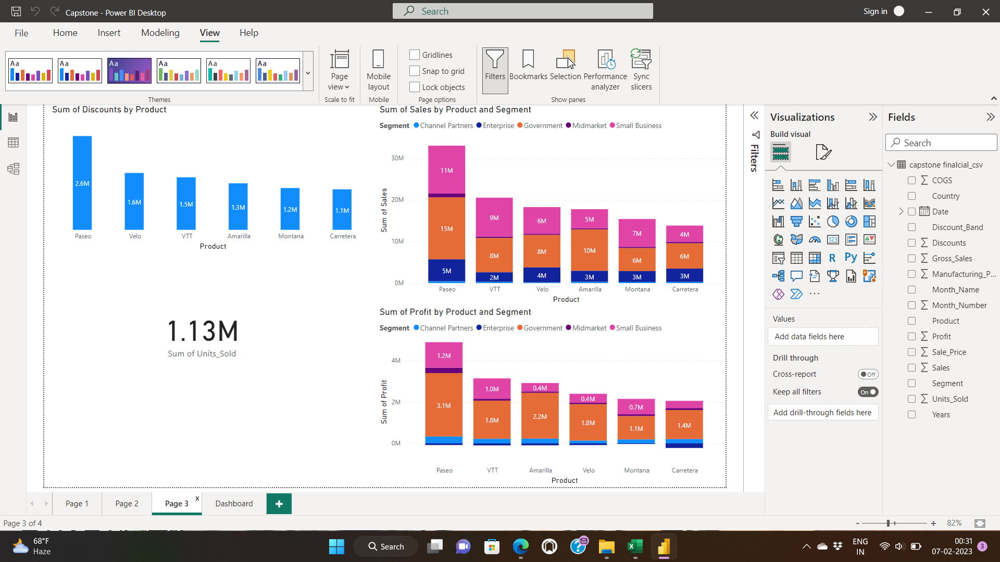 Capstone - Power BI Desktop
Search
Sign in
File
Home
Insert
Modeling
View
Help
Aa
Aa
Aa
Aa
Aa
Aa
Themes
Page view
Scale to fit
Mobile layout
Mobile
Gridlines
Snap to grid
Lock objects
Page options
Filters
Bookmarks
Selection
Performance analyzer
Sync slicers
Show panes
Sum of Discounts by Product
2.6M
1.6M
1.5M
1.3M
1.2M
1.1M
Paseo
Velo
VTT
Amarilla
Montana
Carretera
Product
1.13M
Sum of Units_Sold
Sum of Sales by Product and Segment
Segment Channel Partners Enterprise Government Midmarket Small Business
Sum of Sales
30M
20M
10M
0M
11M
15M
5M
9M
8M
2M
6M
8M
4M
5M
10M
3M
7M
6M
3M
4M
6M
3M
Paseo
VTT
Velo
Amarilla
Montana
Carretera
Product
Sum of Profit by Product and Segment
Segment Channel Partners Enterprise Government Midmarket Small Business
Sum of Profit
4M
2M
0M
1.2M
3.1M
1.0M
1.8M
0.4M
2.2M
0.4M
1.8M
0.7M
1.1M
1.4M
Paseo
VTT
Amarilla
Velo
Montana
Carretera
Product
Filters
Visualizations
Build visual
123
R
Py
...
Values
Add data fields here
Drill through
Cross-report
Off
Keep all filters
On
Add drill-through fields here
Fields
Search
capstone finalcial_csv
COGS
Country
Date
Discount_Band
Discounts
Gross_Sales
Manufacturing_P...
Month_Name
Month_Number
Product
Profit
Sale_Price
Sales
Segment
Units_Sold
Years
Page 1
Page 2
Page 3
x
Dashboard
+
Page 3 of 4
- + 82%
68°F
Haze
Search
ENG
IN
00:31
07-02-2023
3